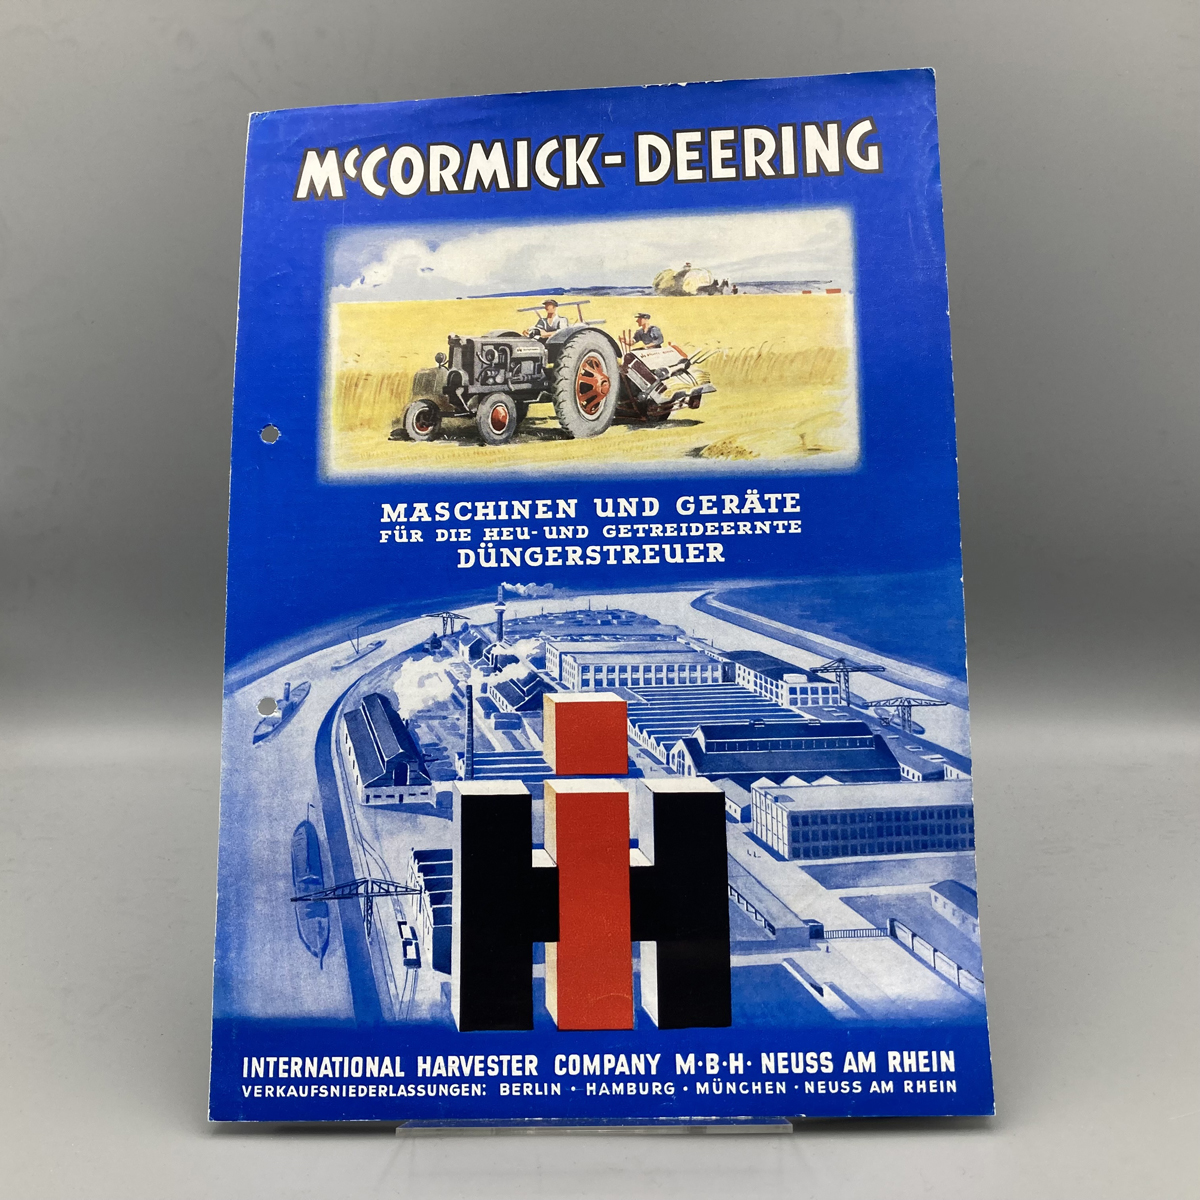 McCORMICK-DEERING
MASCHINEN UND GERÄTE
FÜR DIE HEU- UND GETREIDEERNTE
DÜNGERSTREUER
IH
INTERNATIONAL HARVESTER COMPANY M·B·H· NEUSS AM RHEIN
VERKAUFSNIEDERLASSUNGEN: BERLIN · HAMBURG · MÜNCHEN · NEUSS AM RHEIN